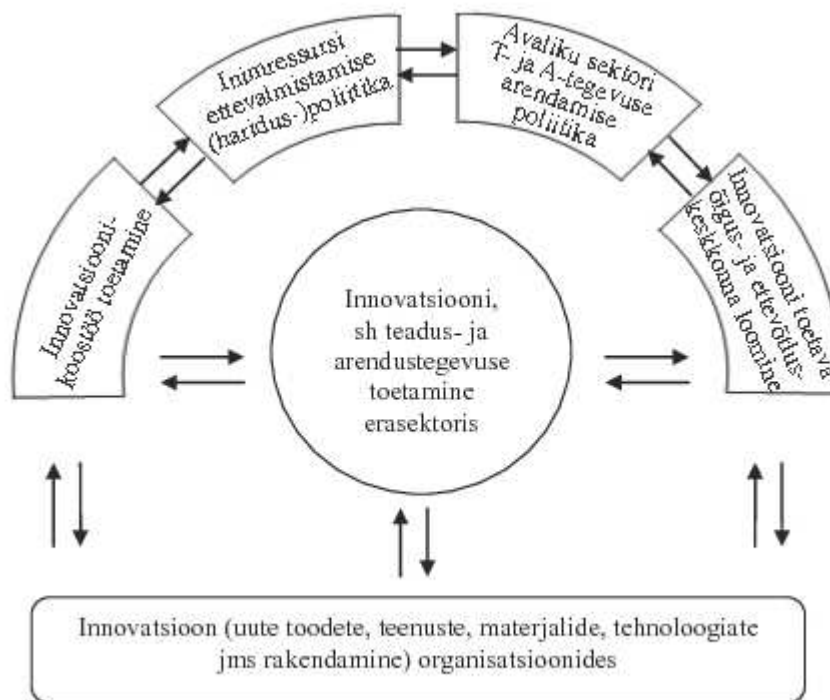 Inimressursi
ettevalmistamise
(haridus-)poliitika
Avaliku sektori
T- ja A-tegevuse
arendamise
poliitika
Innovatsiooni-
koostöö toetamine
Innovatsiooni toetava
õigus- ja ettevõtlus-
keskkonna loomine
Innovatsiooni,
sh teadus- ja
arendustegevuse
toetamine
erasektoris
Innovatsioon (uute toodete, teenuste, materjalide, tehnoloogiate
jms rakendamine) organisatsioonides